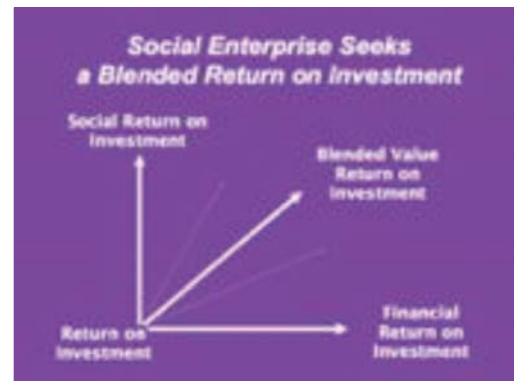 Social Enterprise Seeks
a Blended Return on Investment
Social Return on
Investment
Blended Value
Return on
Investment
Return on
Investment
Financial
Return on
Investment